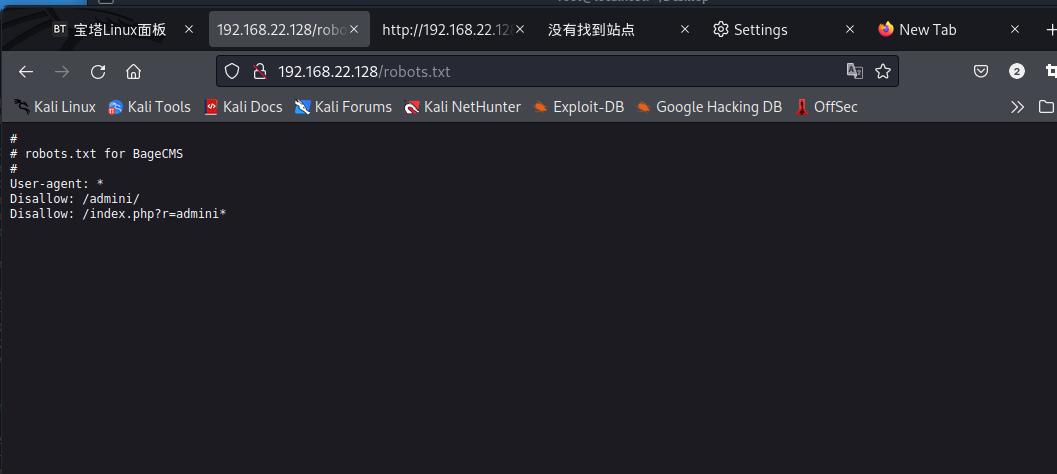 宝塔Linux面板
192.168.22.128/robo
http://192.168.22.12
没有找到站点
Settings
New Tab
192.168.22.128/robots.txt
2
Kali Linux
Kali Tools
Kali Docs
Kali Forums
Kali NetHunter
Exploit-DB
Google Hacking DB
OffSec
#
# robots.txt for BageCMS
#
User-agent: *
Disallow: /admini/
Disallow: /index.php?r=admini*